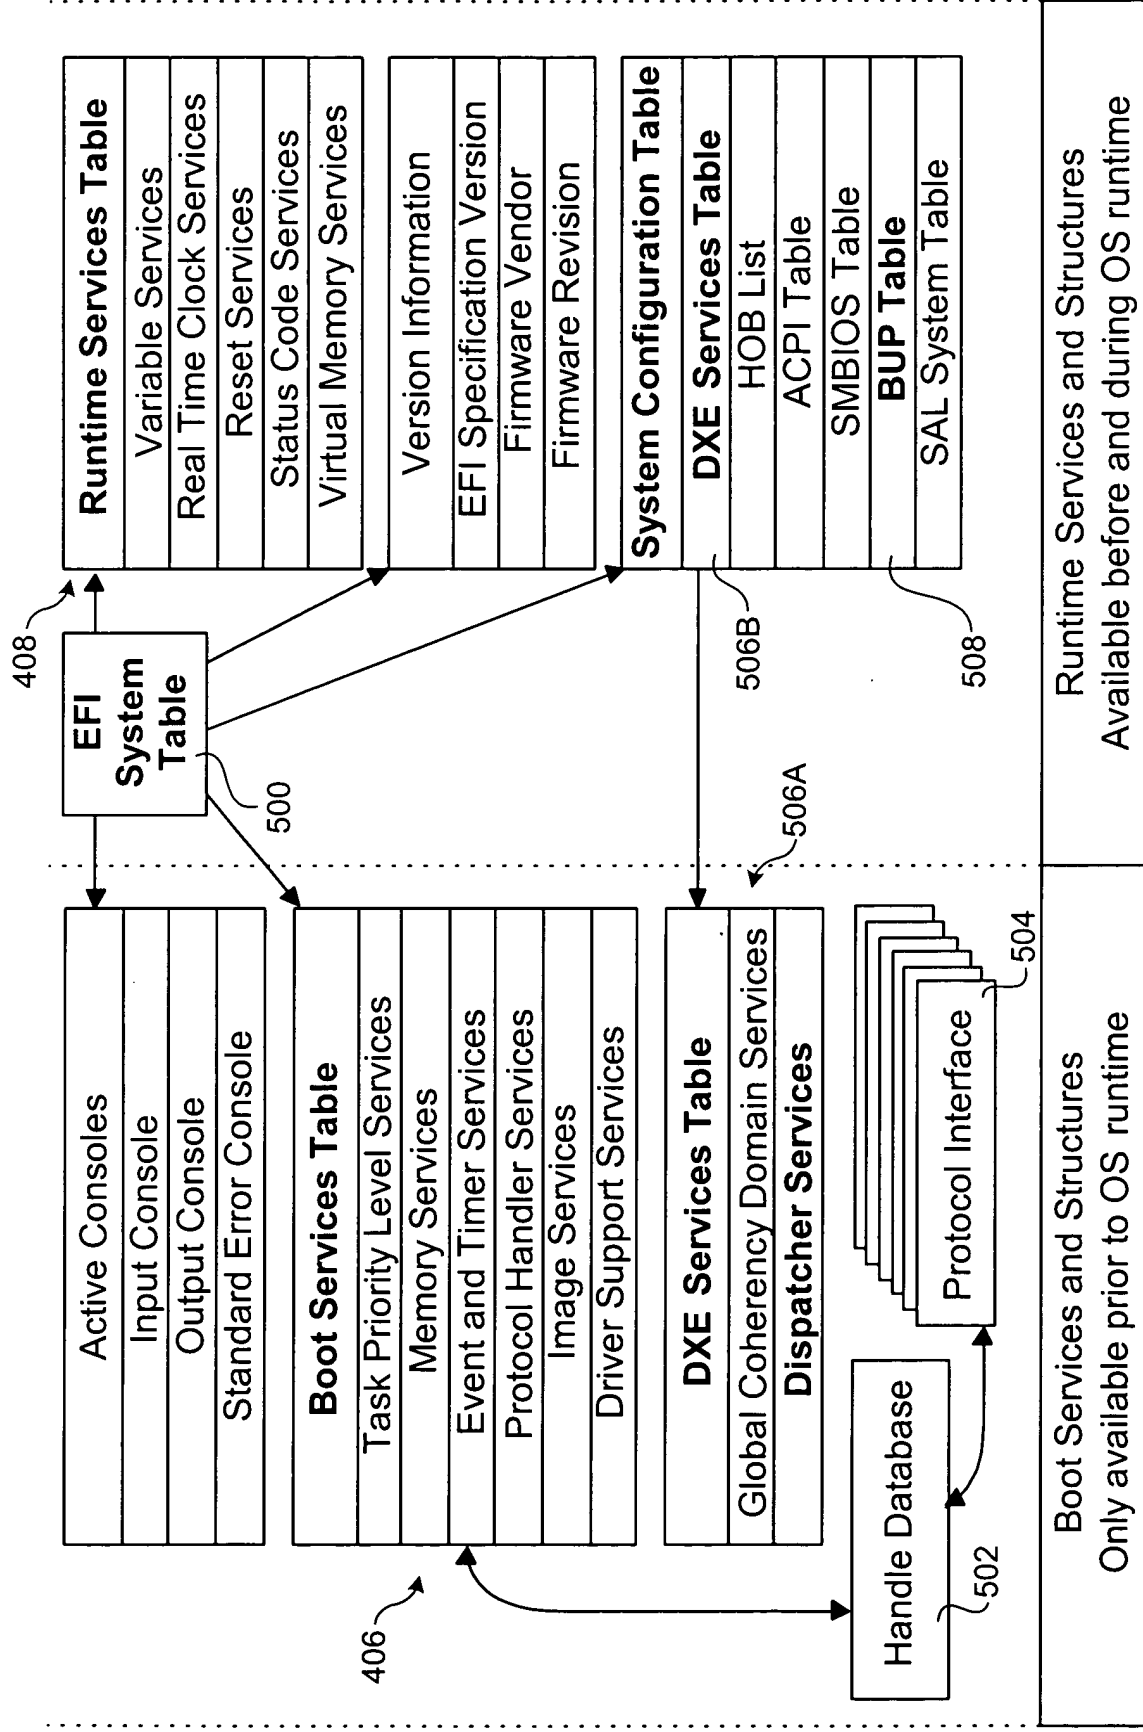 Active Consoles
Input Console
Output Console
Standard Error Console
406
Boot Services Table
Task Priority Level Services
Memory Services
Event and Timer Services
Protocol Handler Services
Image Services
Driver Support Services
DXE Services Table
Global Coherency Domain Services
Dispatcher Services
506A
Handle Database
502
Protocol Interface
504
EFI
System
Table
500
408
Runtime Services Table
Variable Services
Real Time Clock Services
Reset Services
Status Code Services
Virtual Memory Services
Version Information
EFI Specification Version
Firmware Vendor
Firmware Revision
System Configuration Table
DXE Services Table
HOB List
ACPI Table
SMBIOS Table
BUP Table
SAL System Table
506B
508
Boot Services and Structures
Only available prior to OS runtime
Runtime Services and Structures
Available before and during OS runtime